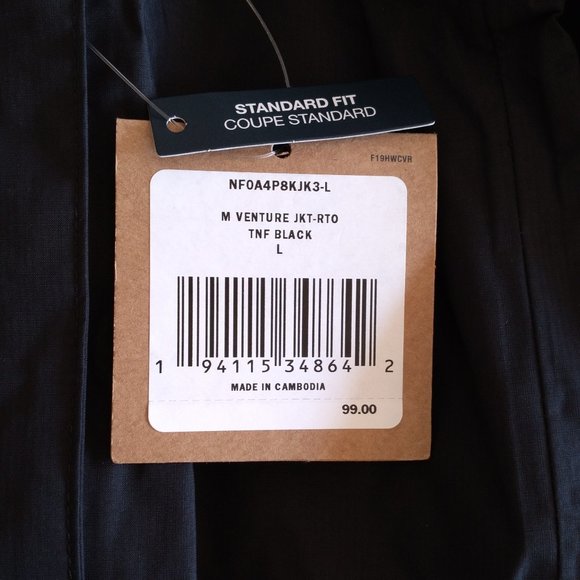 STANDARD FIT
COUPE STANDARD
F19HWCVR
NF0A4P8KJK3-L
M VENTURE JKT-RTO
TNF BLACK
L
1 94115 34864 2
MADE IN CAMBODIA
99.00